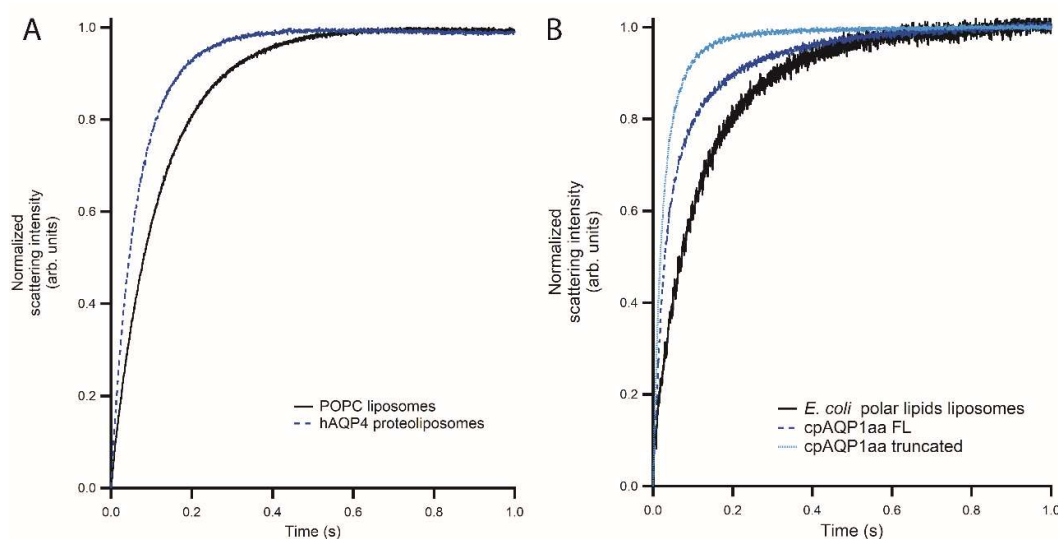 A
Normalized
scattering intensity
(arb. units)
1.0
0.8
0.6
0.4
0.2
0.0
POPC liposomes
hAQP4 proteoliposomes
0.0 0.2 0.4 0.6 0.8 1.0
Time (s)
B
Normalized
scattering intensity
(arb. units)
1.0
0.8
0.6
0.4
0.2
0.0
E. coli polar lipids liposomes
cpAQP1aa FL
cpAQP1aa truncated
0.0 0.2 0.4 0.6 0.8 1.0
Time (s)